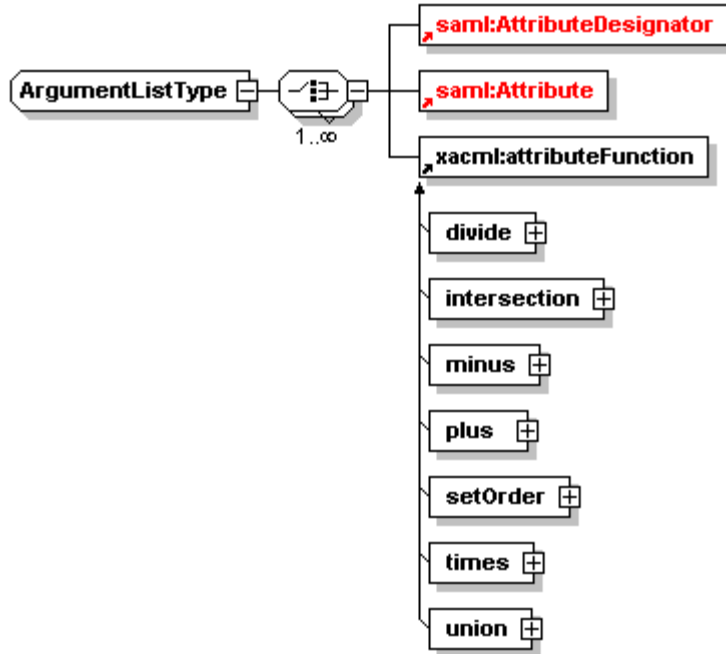 saml:AttributeDesignator
ArgumentListType
saml:Attribute
1..∞
xacml:attributeFunction
divide
intersection
minus
plus
setOrder
times
union